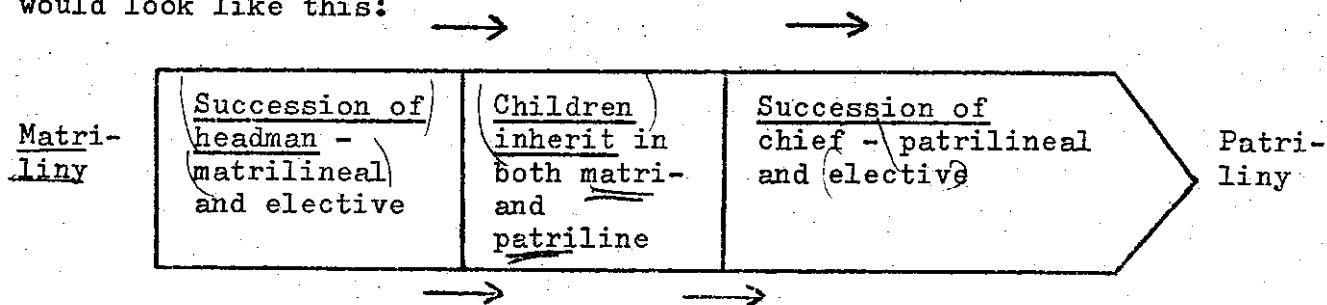 would look like this:
Matri-
liny
Succession of
headman -
matrilineal
and elective
Children
inherit in
both matri-
and
patriline
Succession of
chief - patrilineal
and elective
Patri-
liny